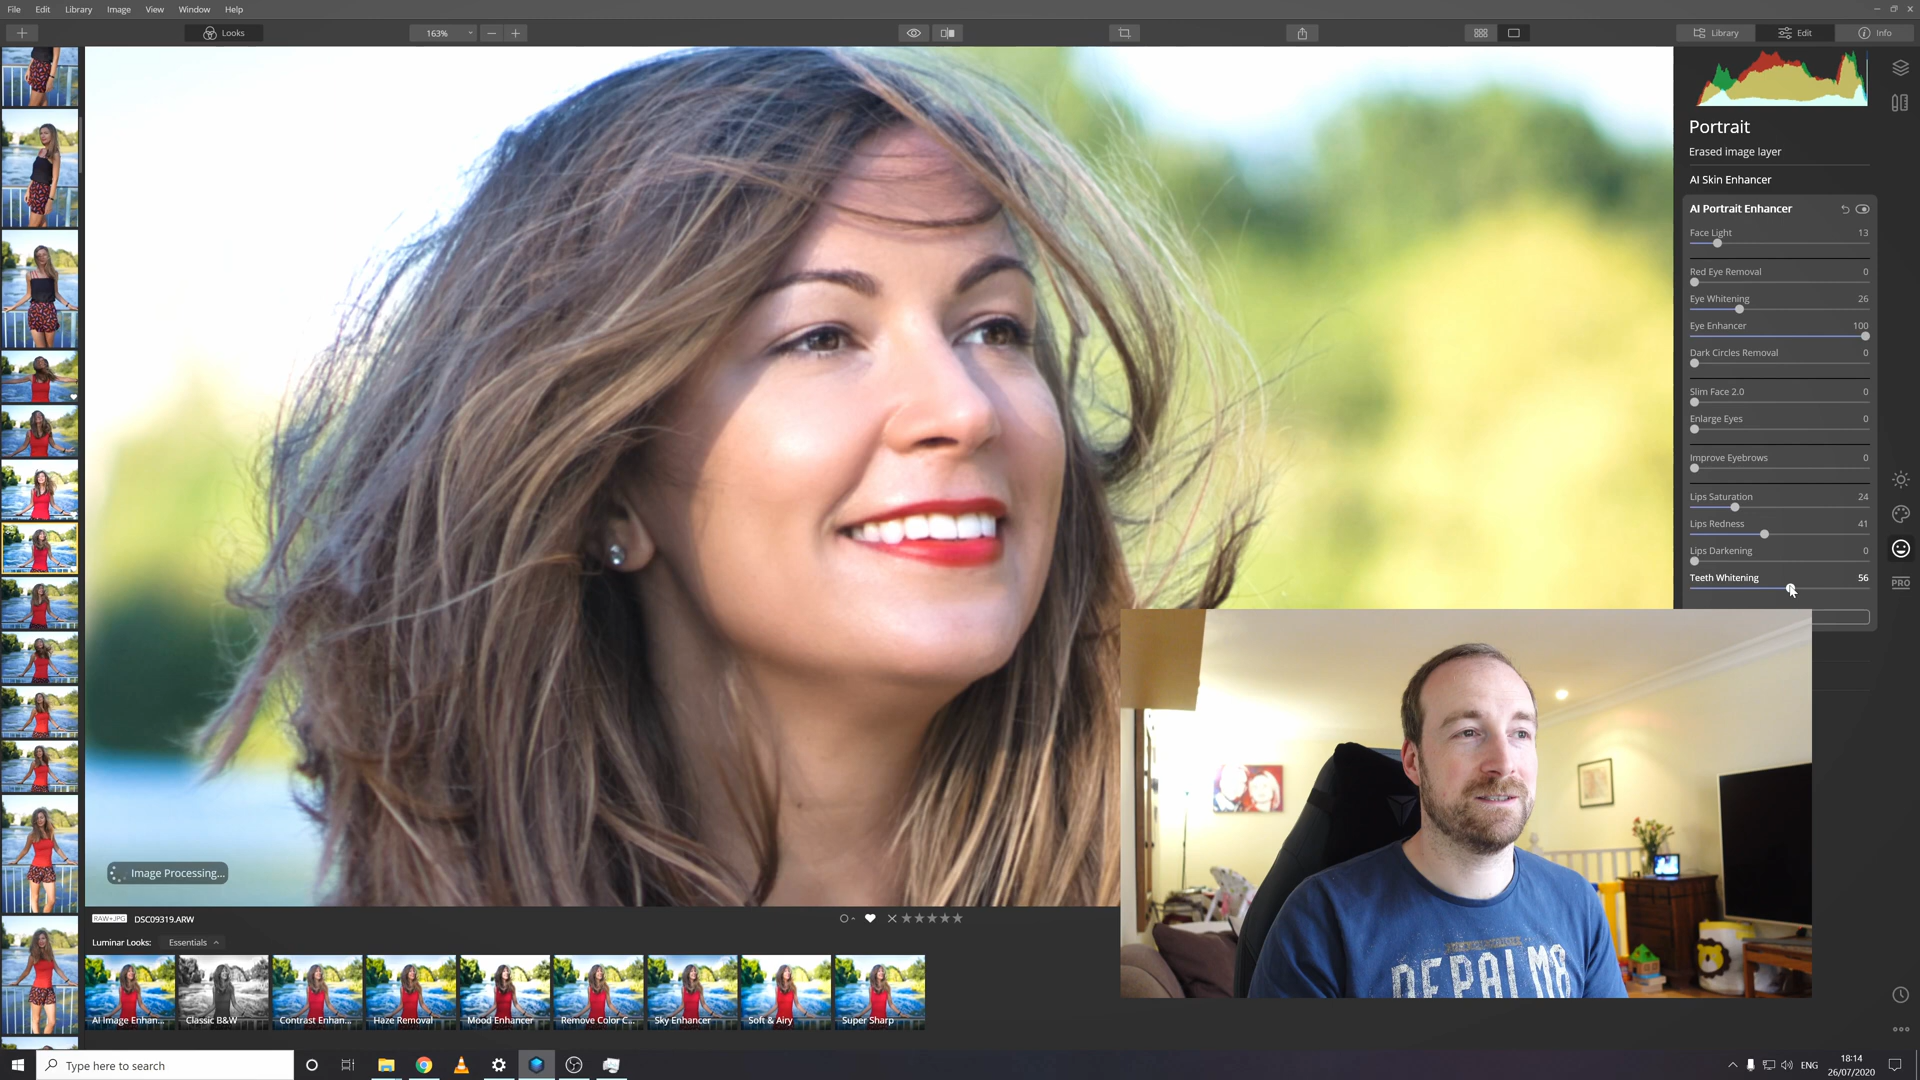 File Edit Library Image View Window Help
Looks 163% Library Edit Info
Portrait
Erased image layer
AI Skin Enhancer
AI Portrait Enhancer
Face Light 13
Red Eye Removal 0
Eye Whitening 26
Eye Enhancer 100
Dark Circles Removal 0
Slim Face 2.0 0
Enlarge Eyes 0
Improve Eyebrows 0
Lips Saturation 24
Lips Redness 41
Lips Darkening 0
Teeth Whitening 56
PRO
Image Processing...
RAW+JPG DSC09319.ARW
Luminar Looks: Essentials
AI Image Enhan... Classic B&W Contrast Enhan... Haze Removal Mood Enhancer Remove Color C... Sky Enhancer Soft & Airy Super Sharp
DEPALM8
Type here to search
ENG
18:14
26/07/2020